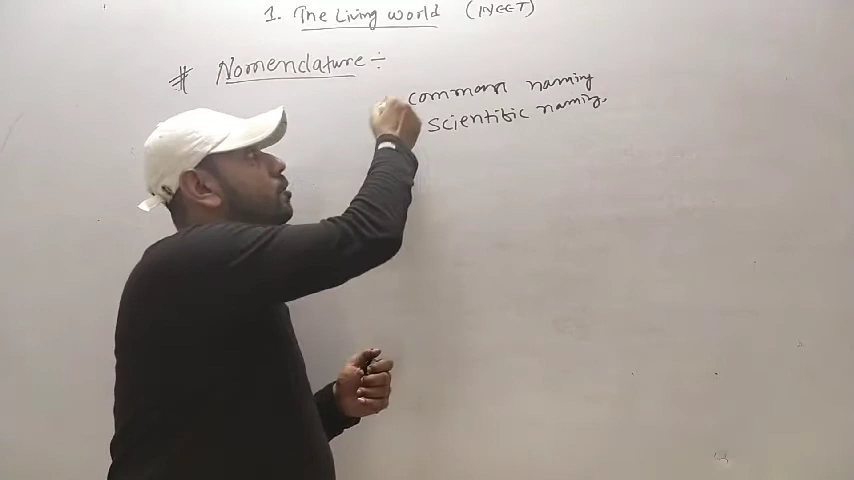 1. The Living world (NEET)
# Nomenclature ÷
common naming
Scientific naming.